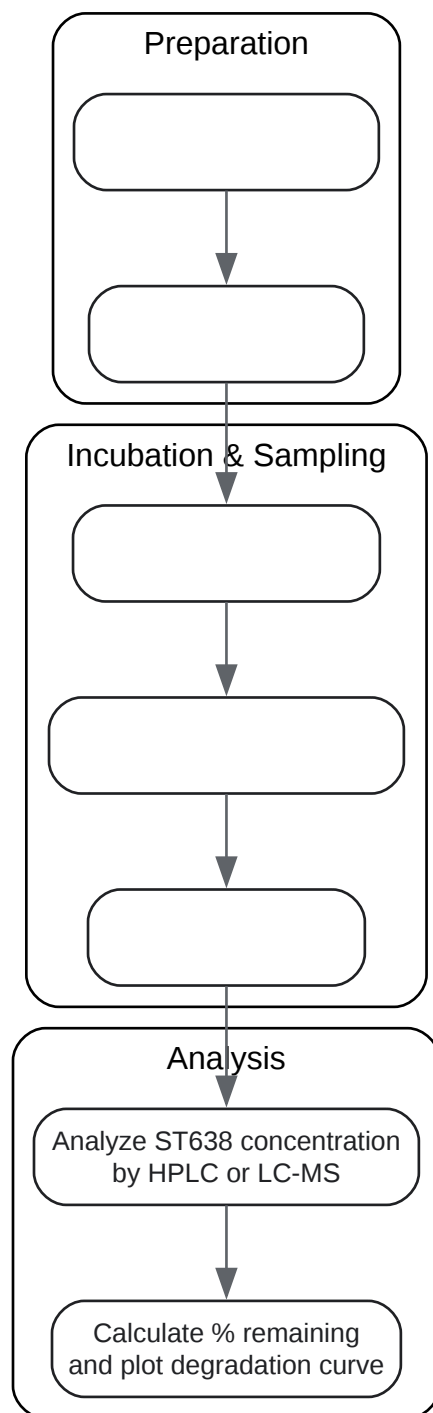 Preparation
Incubation & Sampling
Analysis
Analyze ST638 concentration
by HPLC or LC-MS
Calculate % remaining
and plot degradation curve